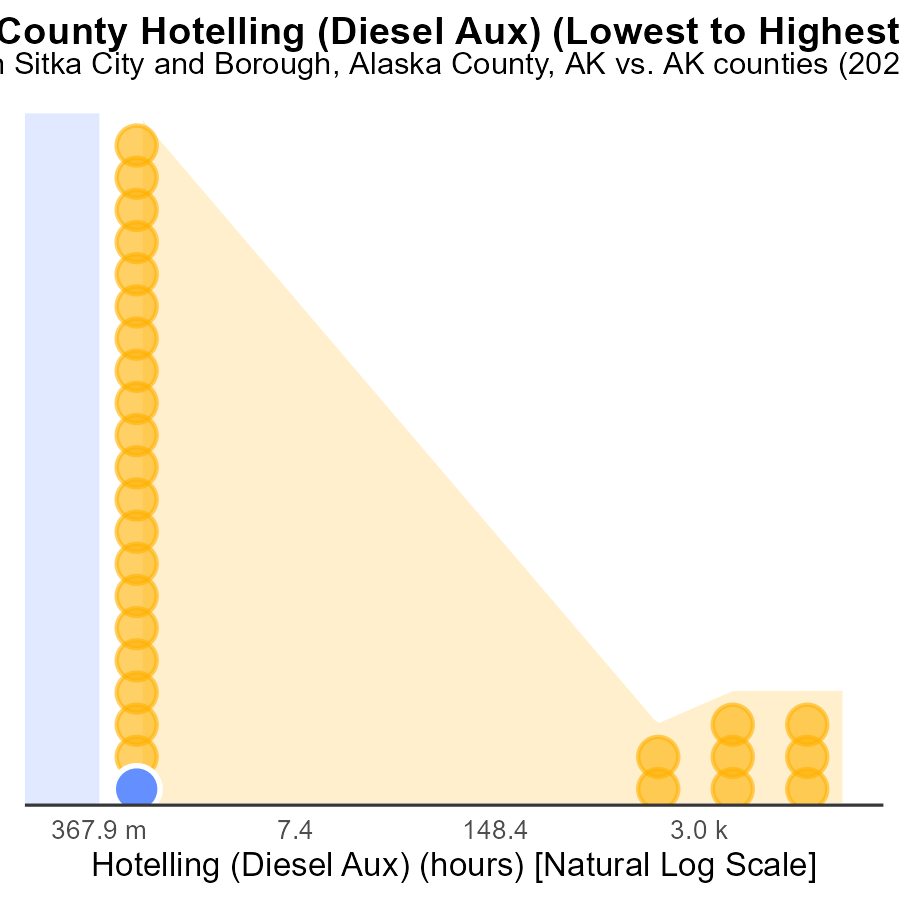 County Hotelling (Diesel Aux) (Lowest to Highest
Sitka City and Borough, Alaska County, AK vs. AK counties (202
367.9 m 7.4 148.4 3.0 k
Hotelling (Diesel Aux) (hours) [Natural Log Scale]